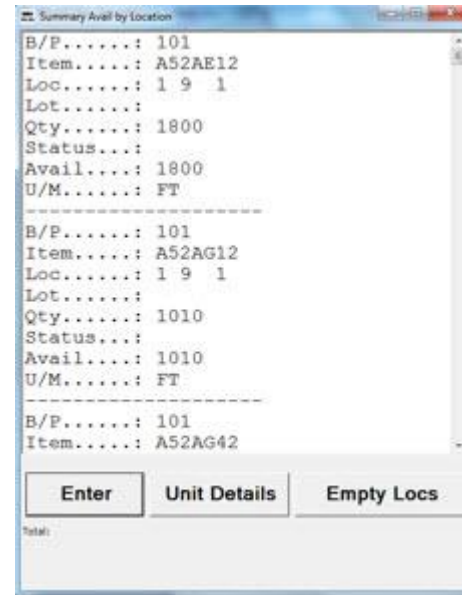 Summary Avail by Location
B/P......: 101
Item.....: A52AE12
Loc......: 1 9  1
Lot......:
Qty......: 1800
Status...:
Avail....: 1800
U/M......: FT
----------------------
B/P......: 101
Item.....: A52AG12
Loc......: 1 9  1
Lot......:
Qty......: 1010
Status...:
Avail....: 1010
U/M......: FT
----------------------
B/P......: 101
Item.....: A52AG42
Enter Unit Details Empty Locs
Total: